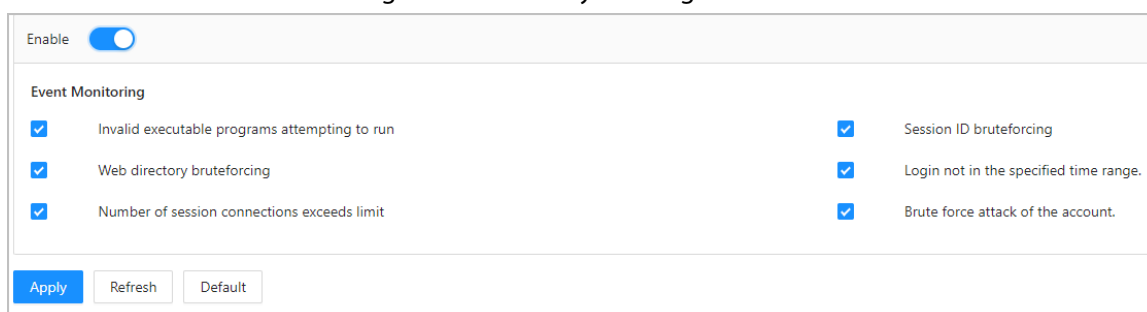 Enable
Event Monitoring
Invalid executable programs attempting to run
Session ID bruteforcing
Web directory bruteforcing
Login not in the specified time range.
Number of session connections exceeds limit
Brute force attack of the account.
Apply Refresh Default